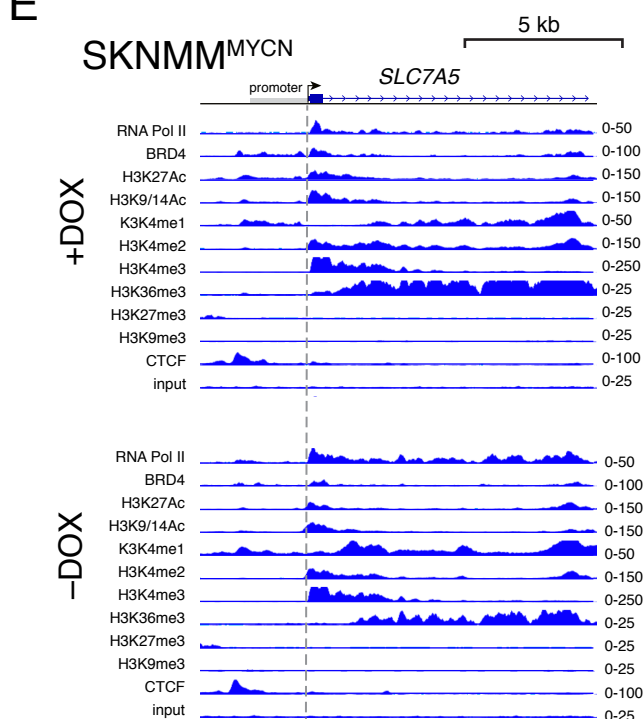 E
5 kb
SKNMMMYCN
SLC7A5
promoter
+DOX
RNA Pol II 0-50
BRD4 0-100
H3K27Ac 0-150
H3K9/14Ac 0-150
K3K4me1 0-50
H3K4me2 0-150
H3K4me3 0-250
H3K36me3 0-25
H3K27me3 0-25
H3K9me3 0-25
CTCF 0-100
input 0-25
–DOX
RNA Pol II 0-50
BRD4 0-100
H3K27Ac 0-150
H3K9/14Ac 0-150
K3K4me1 0-50
H3K4me2 0-150
H3K4me3 0-250
H3K36me3 0-25
H3K27me3 0-25
H3K9me3 0-25
CTCF 0-100
input 0-25